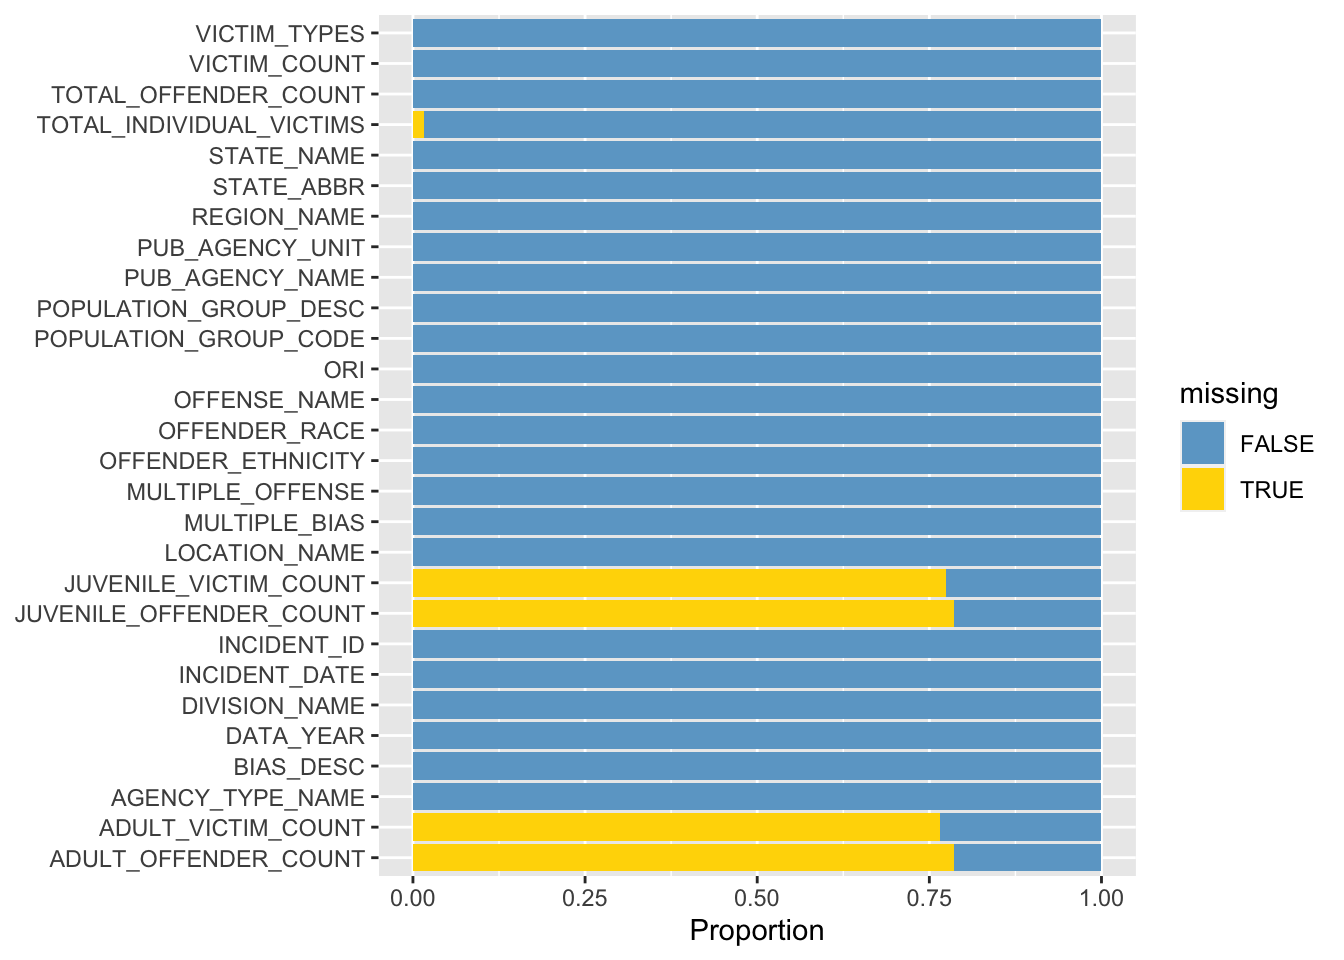 VICTIM_TYPES
VICTIM_COUNT
TOTAL_OFFENDER_COUNT
TOTAL_INDIVIDUAL_VICTIMS
STATE_NAME
STATE_ABBR
REGION_NAME
PUB_AGENCY_UNIT
PUB_AGENCY_NAME
POPULATION_GROUP_DESC
POPULATION_GROUP_CODE
ORI
OFFENSE_NAME
OFFENDER_RACE
OFFENDER_ETHNICITY
MULTIPLE_OFFENSE
MULTIPLE_BIAS
LOCATION_NAME
JUVENILE_VICTIM_COUNT
JUVENILE_OFFENDER_COUNT
INCIDENT_ID
INCIDENT_DATE
DIVISION_NAME
DATA_YEAR
BIAS_DESC
AGENCY_TYPE_NAME
ADULT_VICTIM_COUNT
ADULT_OFFENDER_COUNT
0.00 0.25 0.50 0.75 1.00
Proportion
missing
FALSE
TRUE